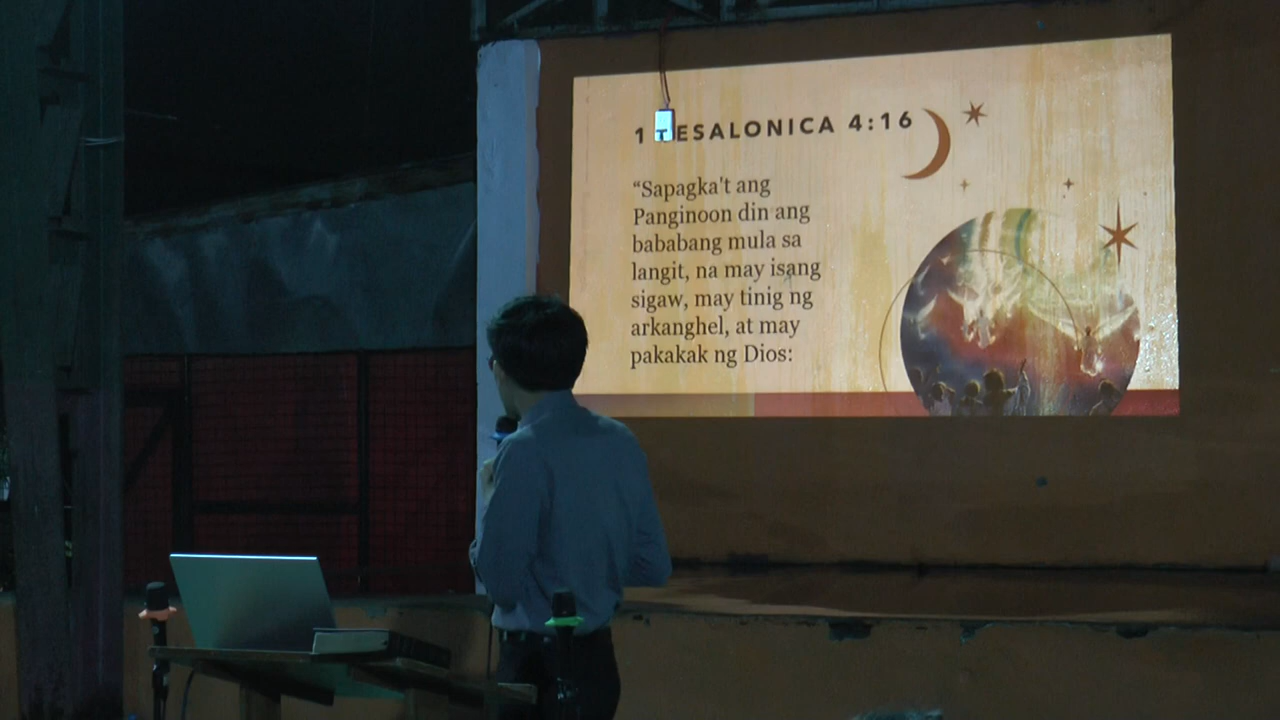 1 TESALONICA 4:16
“Sapagka't ang
Panginoon din ang
bababang mula sa
langit, na may isang
sigaw, may tinig ng
arkanghel, at may
pakakak ng Dios: